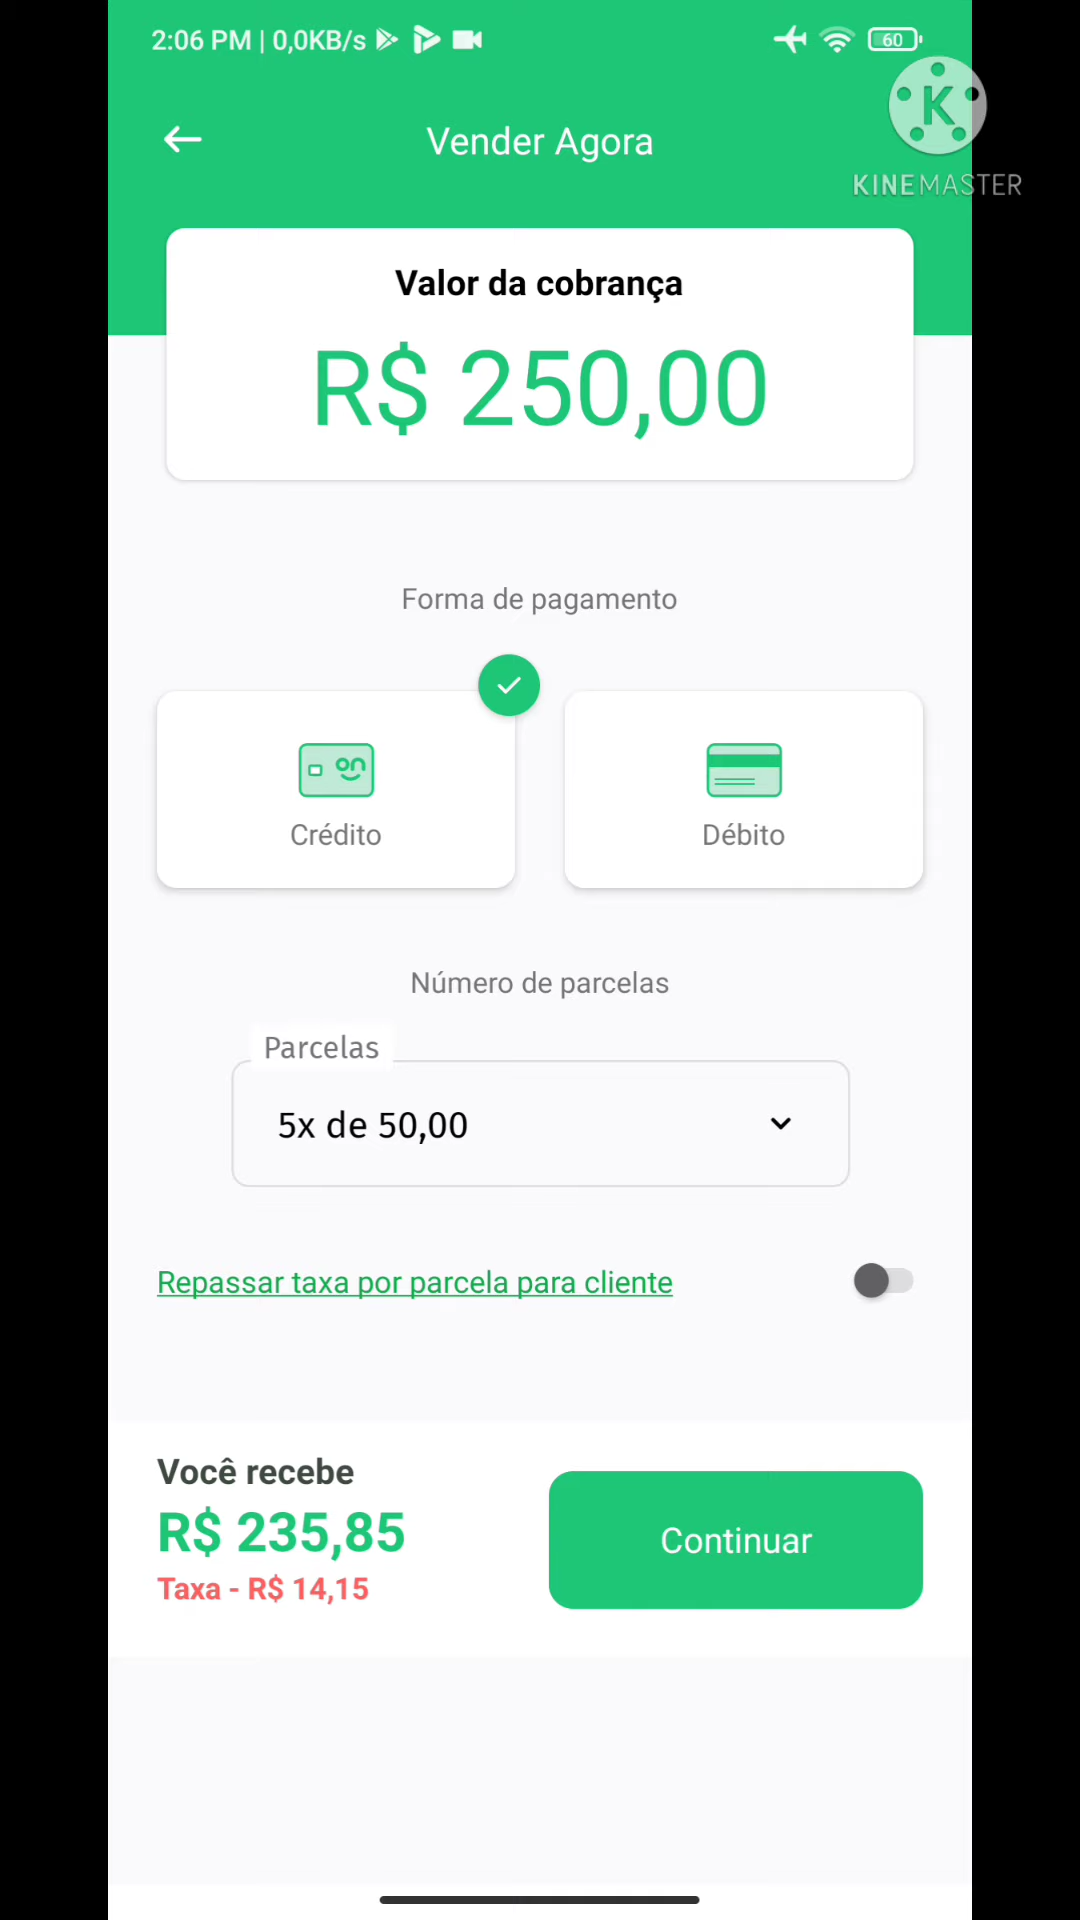 2:06 PM | 0,0KB/s
60
K
KINEMASTER
Vender Agora
Valor da cobrança
R$ 250,00
Forma de pagamento
on
Crédito
Débito
Número de parcelas
Parcelas
5x de 50,00
Repassar taxa por parcela para cliente
Você recebe
R$ 235,85
Taxa - R$ 14,15
Continuar